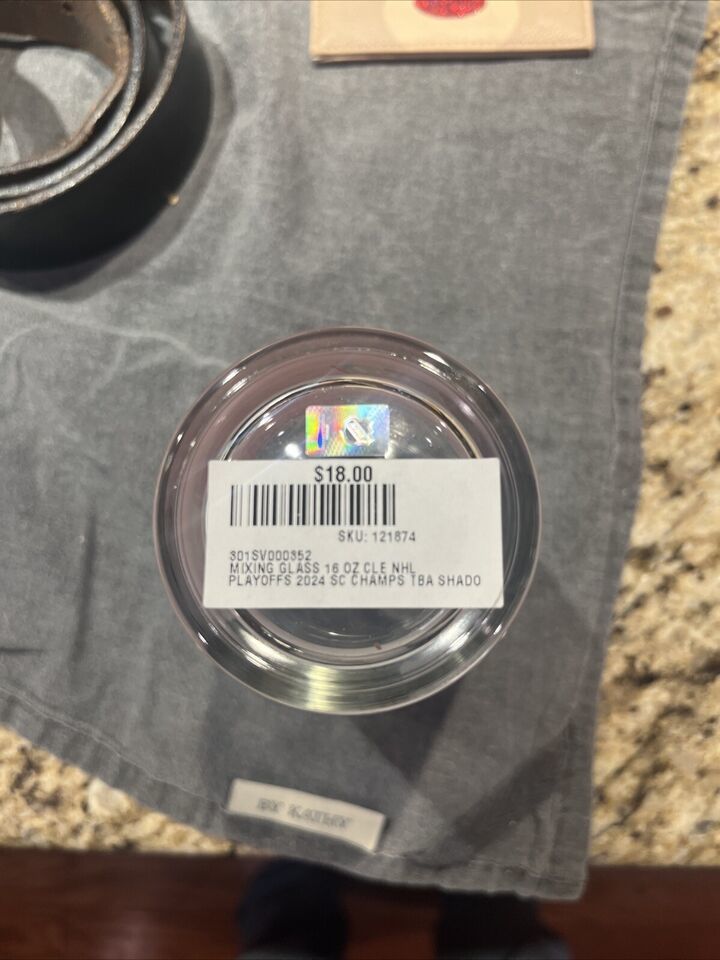 $18.00
SKU: 121874
301SV000352
MIXING GLASS 16 OZ CLE NHL
PLAYOFFS 2024 SC CHAMPS TBA SHADO